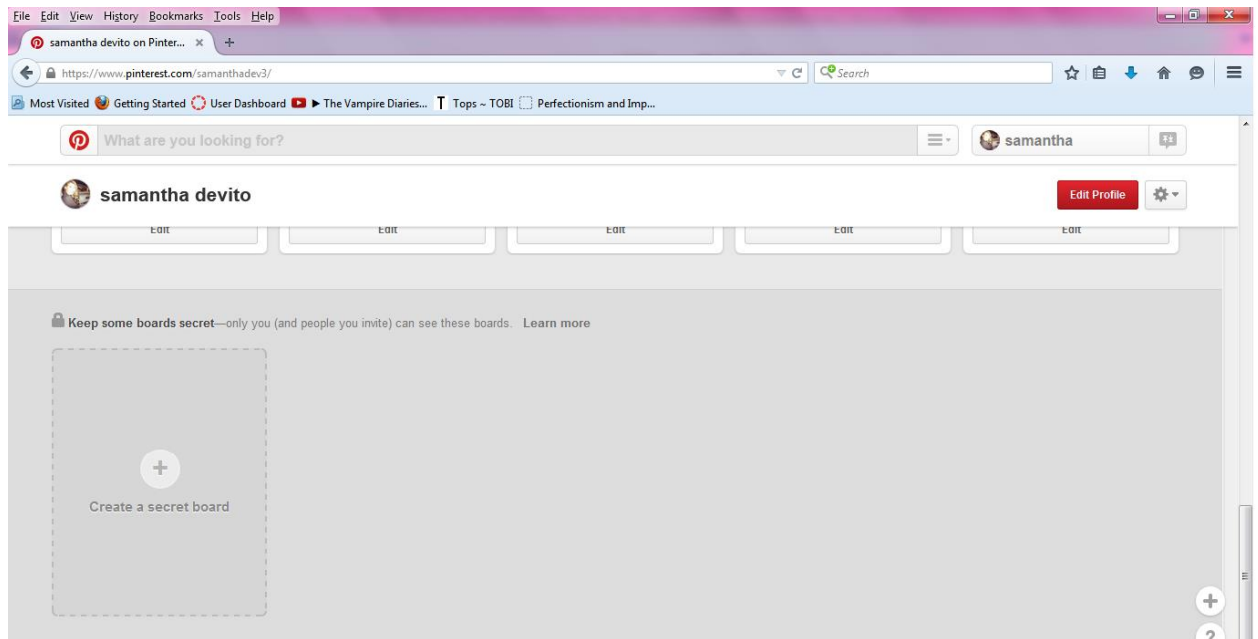 File Edit View History Bookmarks Tools Help
samantha devito on Pinter... × +
https://www.pinterest.com/samanthadev3/ Search
Most Visited Getting Started User Dashboard ▶ The Vampire Diaries... T Tops ~ TOBI Perfectionism and Imp...
What are you looking for? samantha
samantha devito Edit Profile
Edit Edit Edit Edit Edit
Keep some boards secret—only you (and people you invite) can see these boards. Learn more
+
Create a secret board
+
?